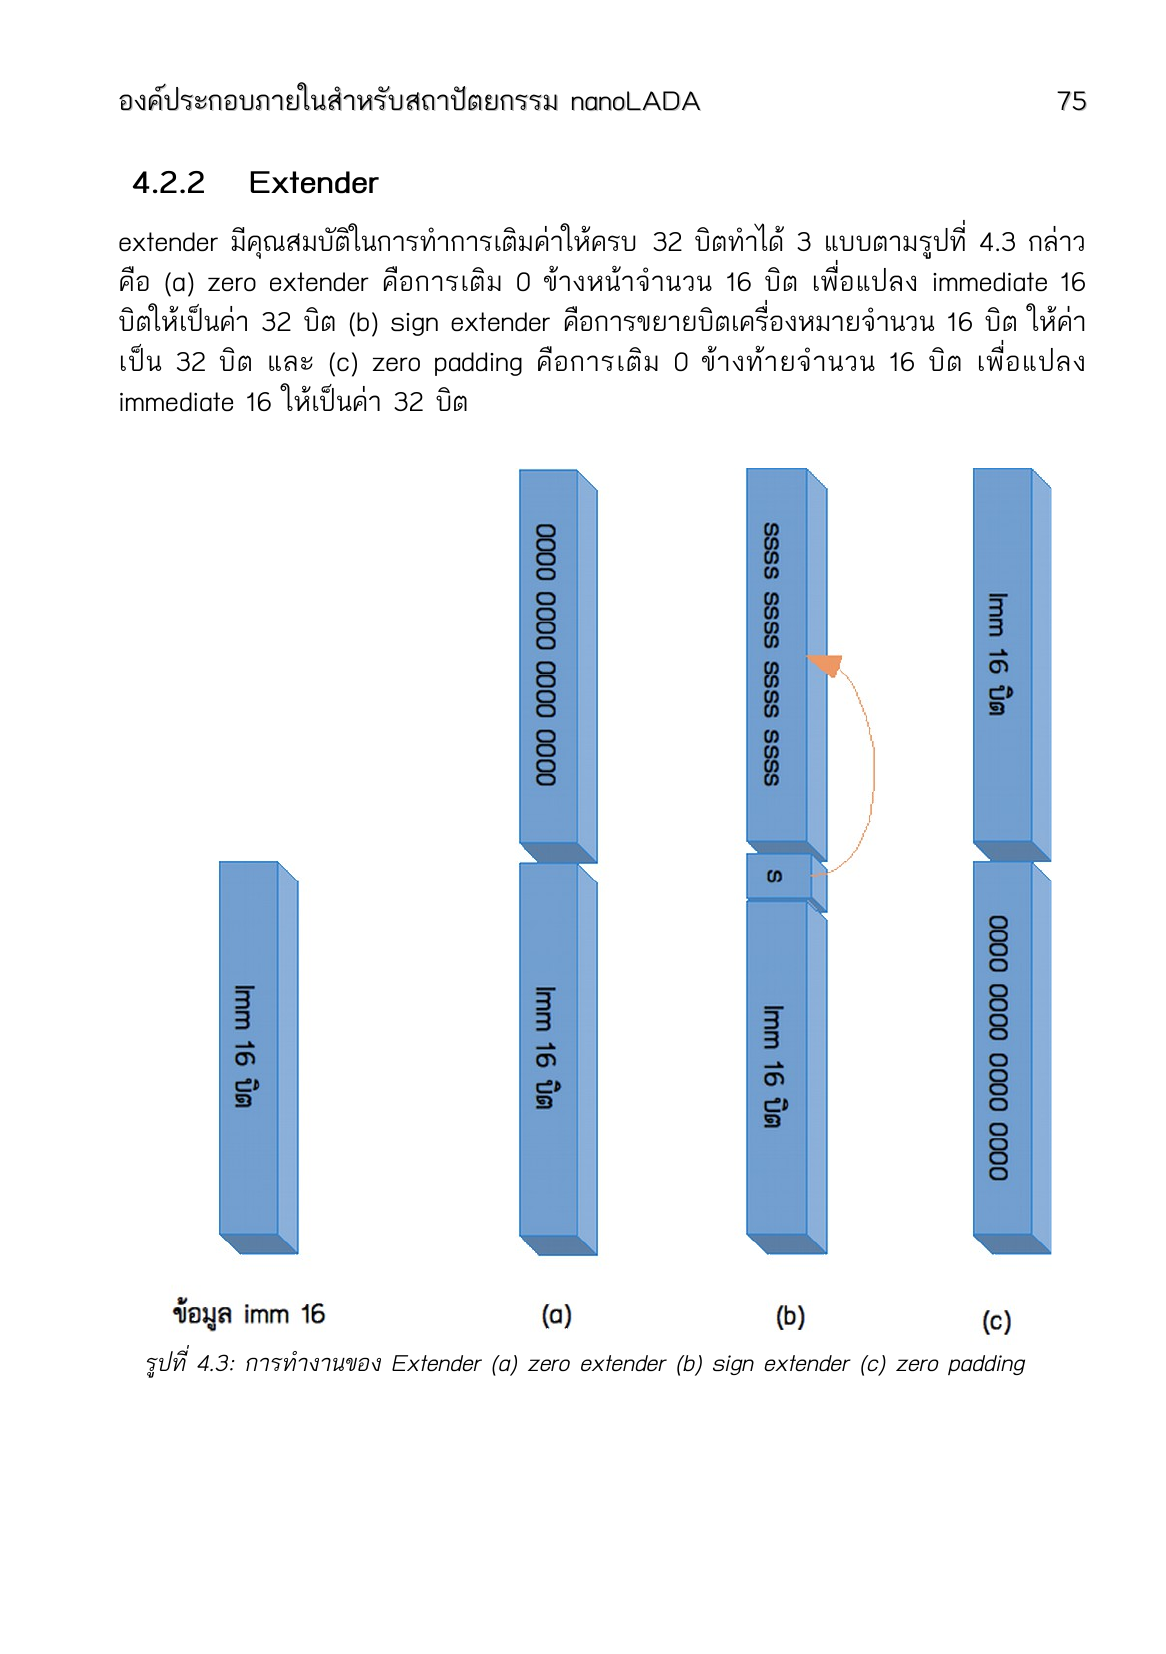 องค์ประกอบภายในสำหรับสถาปัตยกรรม nanoLADA 75
4.2.2 Extender
extender มีคุณสมบัติในการทำการเติมค่าให้ครบ 32 บิตทำได้ 3 แบบตามรูปที่ 4.3 กล่าว
คือ (a) zero extender คือการเติม 0 ข้างหน้าจำนวน 16 บิต เพื่อแปลง immediate 16
บิตให้เป็นค่า 32 บิต (b) sign extender คือการขยายบิตเครื่องหมายจำนวน 16 บิต ให้ค่า
เป็น 32 บิต และ (c) zero padding คือการเติม 0 ข้างท้ายจำนวน 16 บิต เพื่อแปลง
immediate 16 ให้เป็นค่า 32 บิต
Imm 16 บิต
0000 0000 0000 0000
Imm 16 บิต
ssss ssss ssss ssss
s
Imm 16 บิต
Imm 16 บิต
0000 0000 0000 0000
ข้อมูล imm 16 (a) (b) (c)
รูปที่ 4.3: การทำงานของ Extender (a) zero extender (b) sign extender (c) zero padding